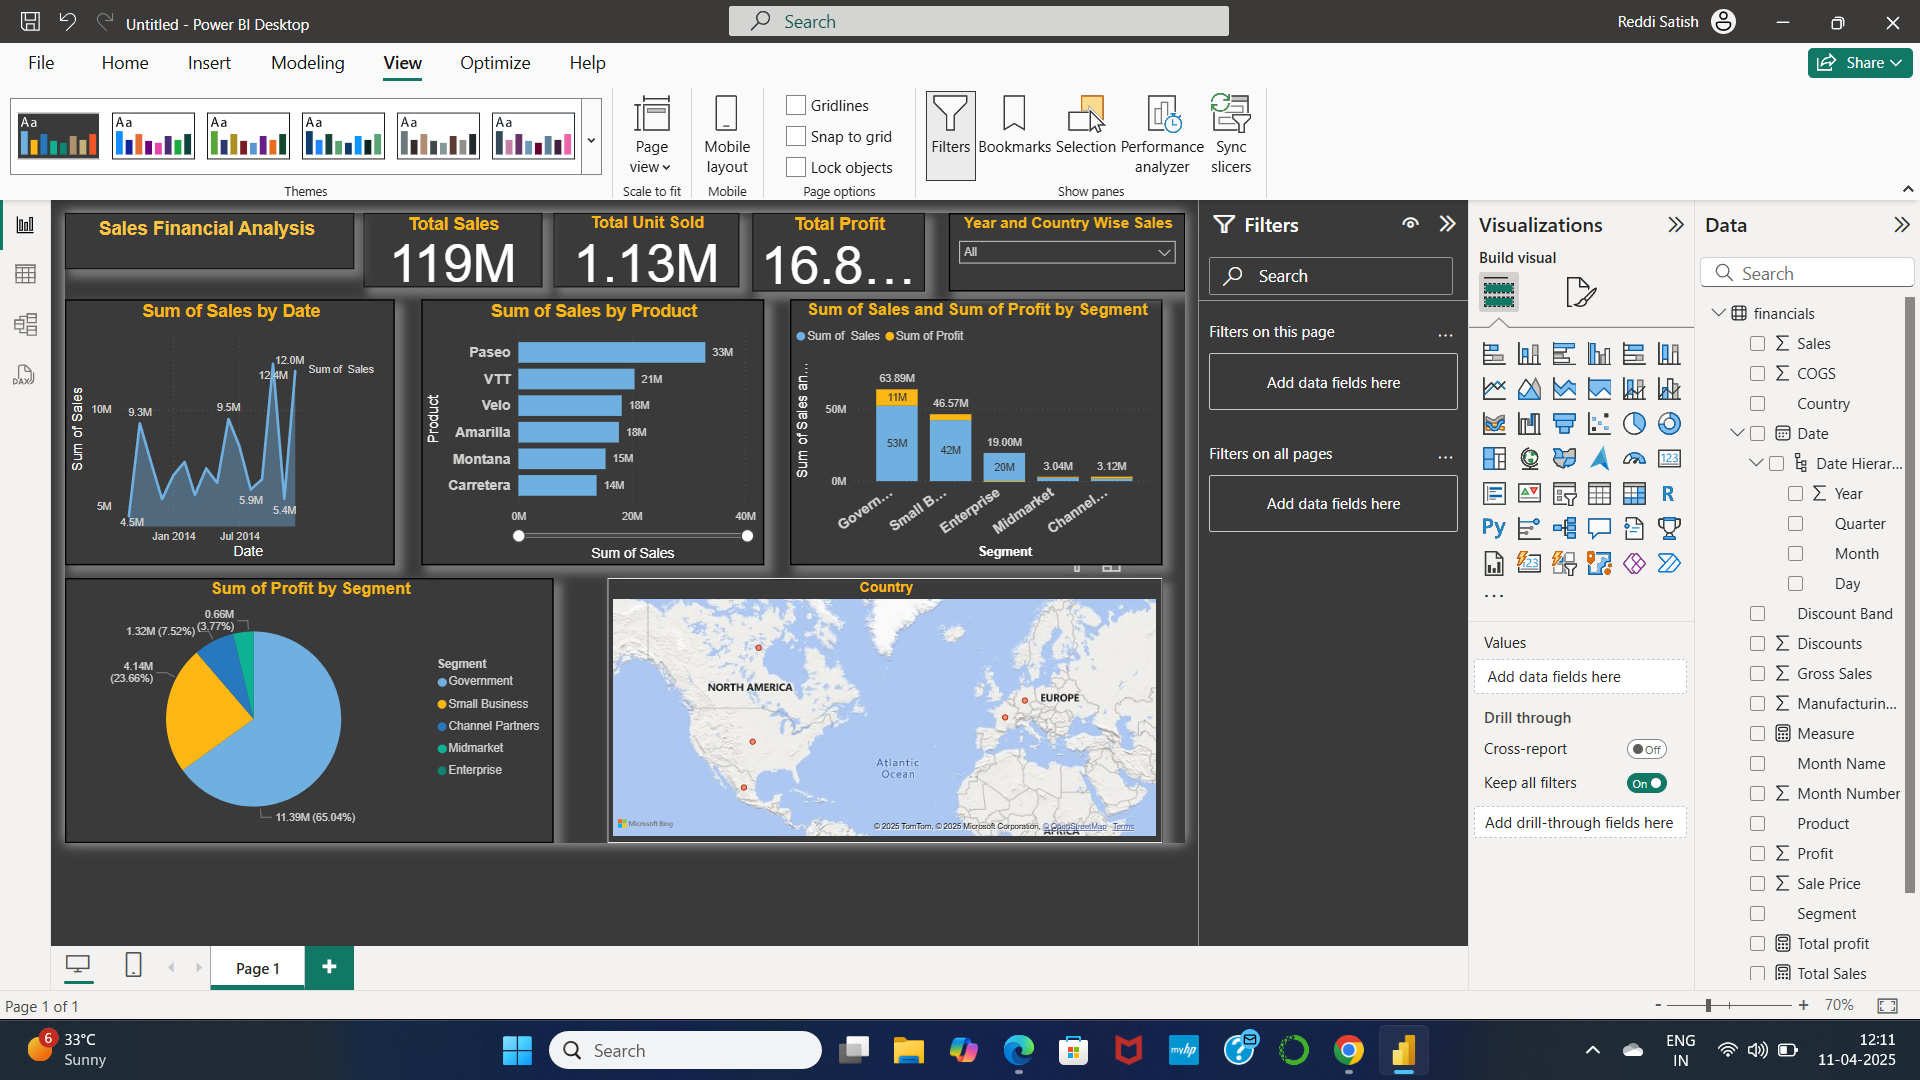 Untitled - Power BI Desktop
Search
Reddi Satish
File
Home
Insert
Modeling
View
Optimize
Help
Share
Aa
Aa
Aa
Aa
Aa
Aa
Page view
Mobile layout
Gridlines
Snap to grid
Lock objects
Filters
Bookmarks
Selection
Performance analyzer
Sync slicers
Themes
Scale to fit
Mobile
Page options
Show panes
Sales Financial Analysis
Total Sales
119M
Total Unit Sold
1.13M
Total Profit
16.8...
Year and Country Wise Sales
All
Sum of Sales by Date
Sum of Sales
10M
5M
9.3M
4.5M
9.5M
5.9M
12.4M
12.0M
5.4M
Sum of Sales
Jan 2014
Jul 2014
Date
Sum of Sales by Product
Product
Paseo
33M
VTT
21M
Velo
18M
Amarilla
18M
Montana
15M
Carretera
14M
0M
20M
40M
Sum of Sales
Sum of Sales and Sum of Profit by Segment
Sum of Sales
Sum of Profit
Sum of Sales an...
50M
0M
63.89M
11M
53M
46.57M
42M
19.00M
20M
3.04M
3.12M
Govern...
Small B...
Enterprise
Midmarket
Channel...
Segment
Sum of Profit by Segment
0.66M
(3.77%)
1.32M (7.52%)
4.14M
(23.66%)
11.39M (65.04%)
Segment
Government
Small Business
Channel Partners
Midmarket
Enterprise
Country
NORTH AMERICA
EUROPE
Atlantic
Ocean
AFRICA
Microsoft Bing
© 2025 TomTom, © 2025 Microsoft Corporation, © OpenStreetMap Terms
Filters
Search
Filters on this page
...
Add data fields here
Filters on all pages
...
Add data fields here
Visualizations
Build visual
123
R
Py
123
...
Values
Add data fields here
Drill through
Cross-report
Off
Keep all filters
On
Add drill-through fields here
Data
Search
financials
Sales
COGS
Country
Date
Date Hierar...
Year
Quarter
Month
Day
Discount Band
Discounts
Gross Sales
Manufacturin...
Measure
Month Name
Month Number
Product
Profit
Sale Price
Segment
Total profit
Total Sales
DAX
Page 1
+
Page 1 of 1
-
+
70%
6
33°C
Sunny
Search
myhp
ENG
IN
12:11
11-04-2025